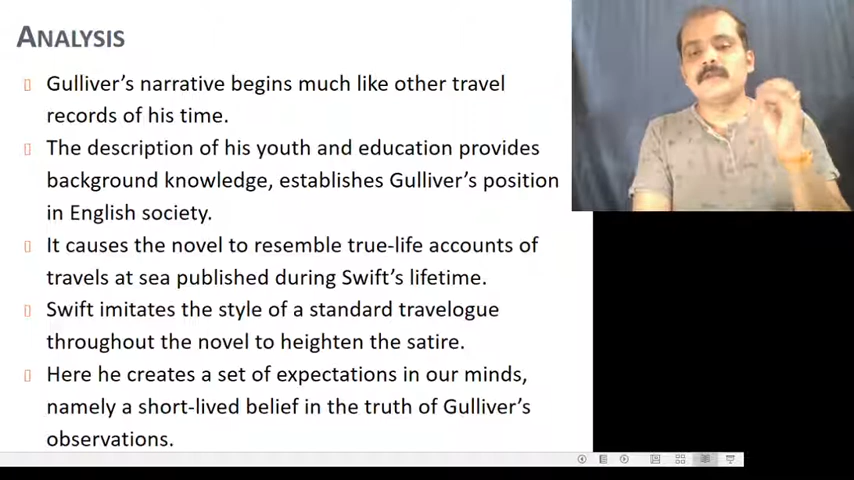 ANALYSIS
Gulliver's narrative begins much like other travel
records of his time.
The description of his youth and education provides
background knowledge, establishes Gulliver's position
in English society.
It causes the novel to resemble true-life accounts of
travels at sea published during Swift's lifetime.
Swift imitates the style of a standard travelogue
throughout the novel to heighten the satire.
Here he creates a set of expectations in our minds,
namely a short-lived belief in the truth of Gulliver's
observations.